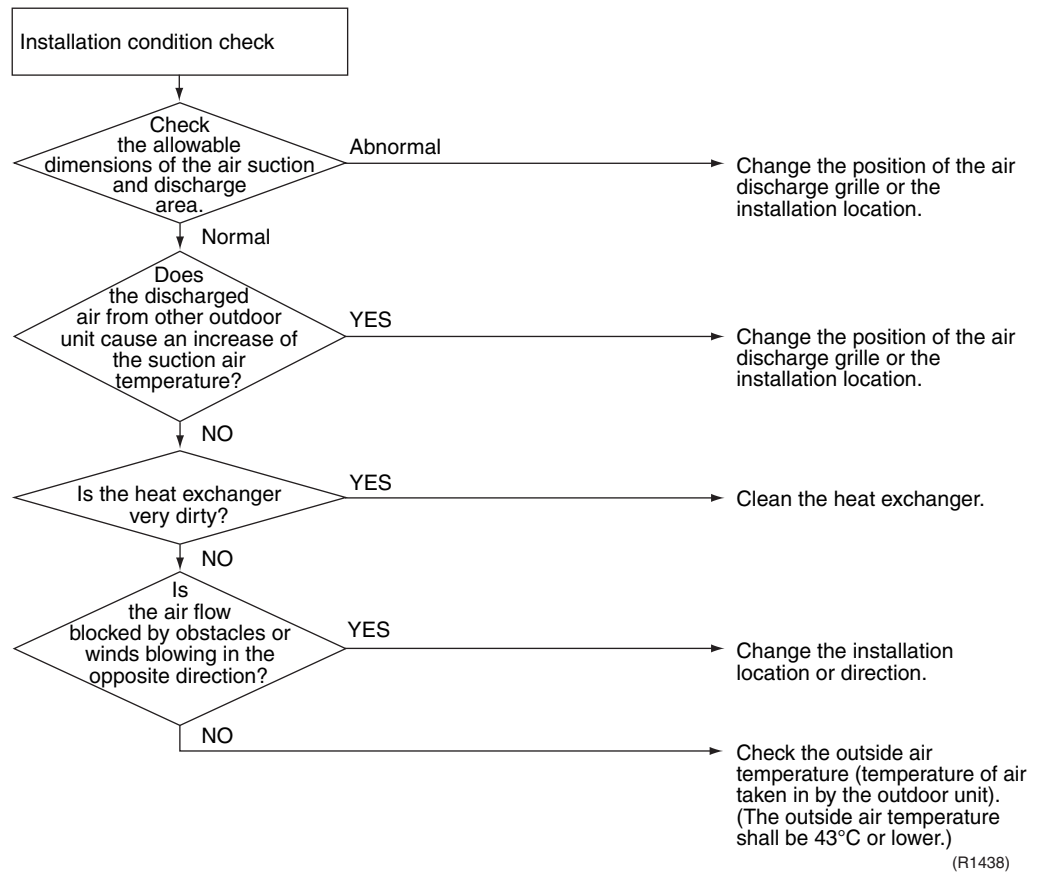 Installation condition check
Check
the allowable
dimensions of the air suction
and discharge
area.
Abnormal
Change the position of the air
discharge grille or the
installation location.
Normal
Does
the discharged
air from other outdoor
unit cause an increase of
the suction air
temperature?
YES
Change the position of the air
discharge grille or the
installation location.
NO
Is the heat exchanger
very dirty?
YES
Clean the heat exchanger.
NO
Is
the air flow
blocked by obstacles or
winds blowing in the
opposite direction?
YES
Change the installation
location or direction.
NO
Check the outside air
temperature (temperature of air
taken in by the outdoor unit).
(The outside air temperature
shall be 43°C or lower.)
(R1438)